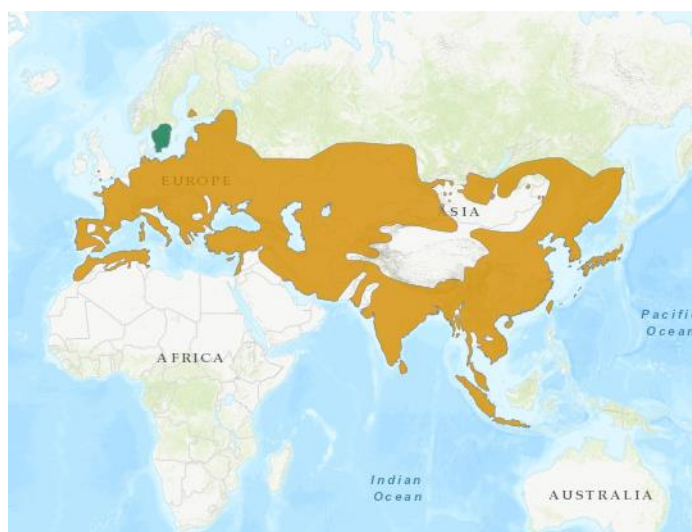 EUROPE
ASIA
Pacific
Ocean
AFRICA
Indian
Ocean
AUSTRALIA